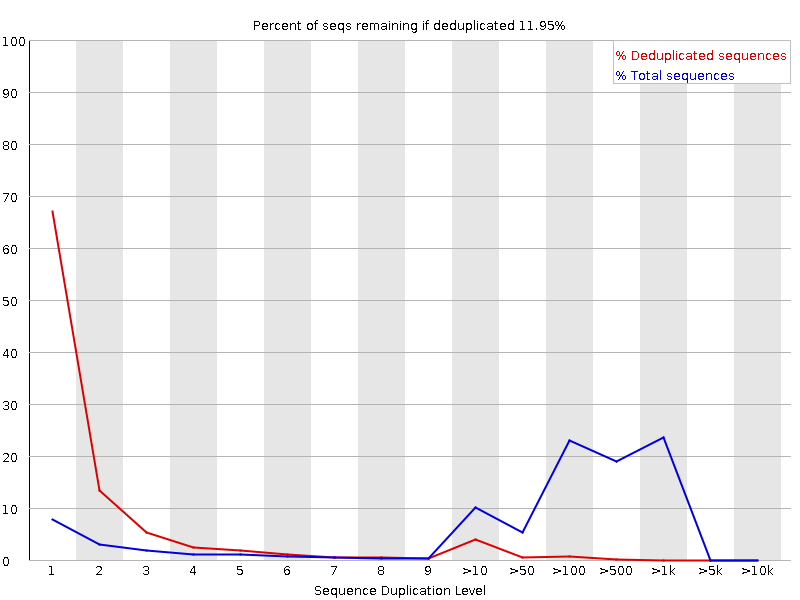 Percent of seqs remaining if deduplicated 11.95%
% Deduplicated sequences
% Total sequences
100
90
80
70
60
50
40
30
20
10
0
1 2 3 4 5 6 7 8 9 >10 >50 >100 >500 >1k >5k >10k
Sequence Duplication Level